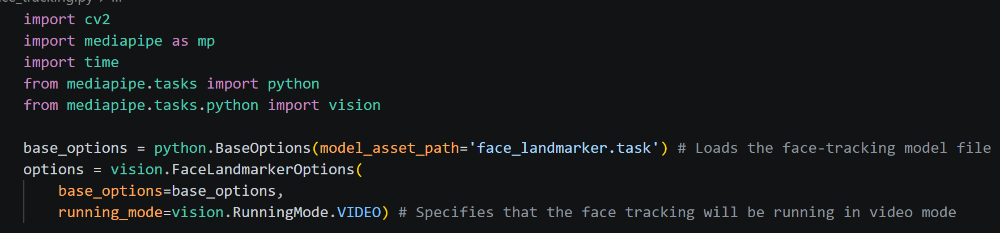 import cv2
import mediapipe as mp
import time
from mediapipe.tasks import python
from mediapipe.tasks.python import vision
base_options = python.BaseOptions(model_asset_path='face_landmarker.task') # Loads the face-tracking model file
options = vision.FaceLandmarkerOptions(
    base_options=base_options,
    running_mode=vision.RunningMode.VIDEO) # Specifies that the face tracking will be running in video mode